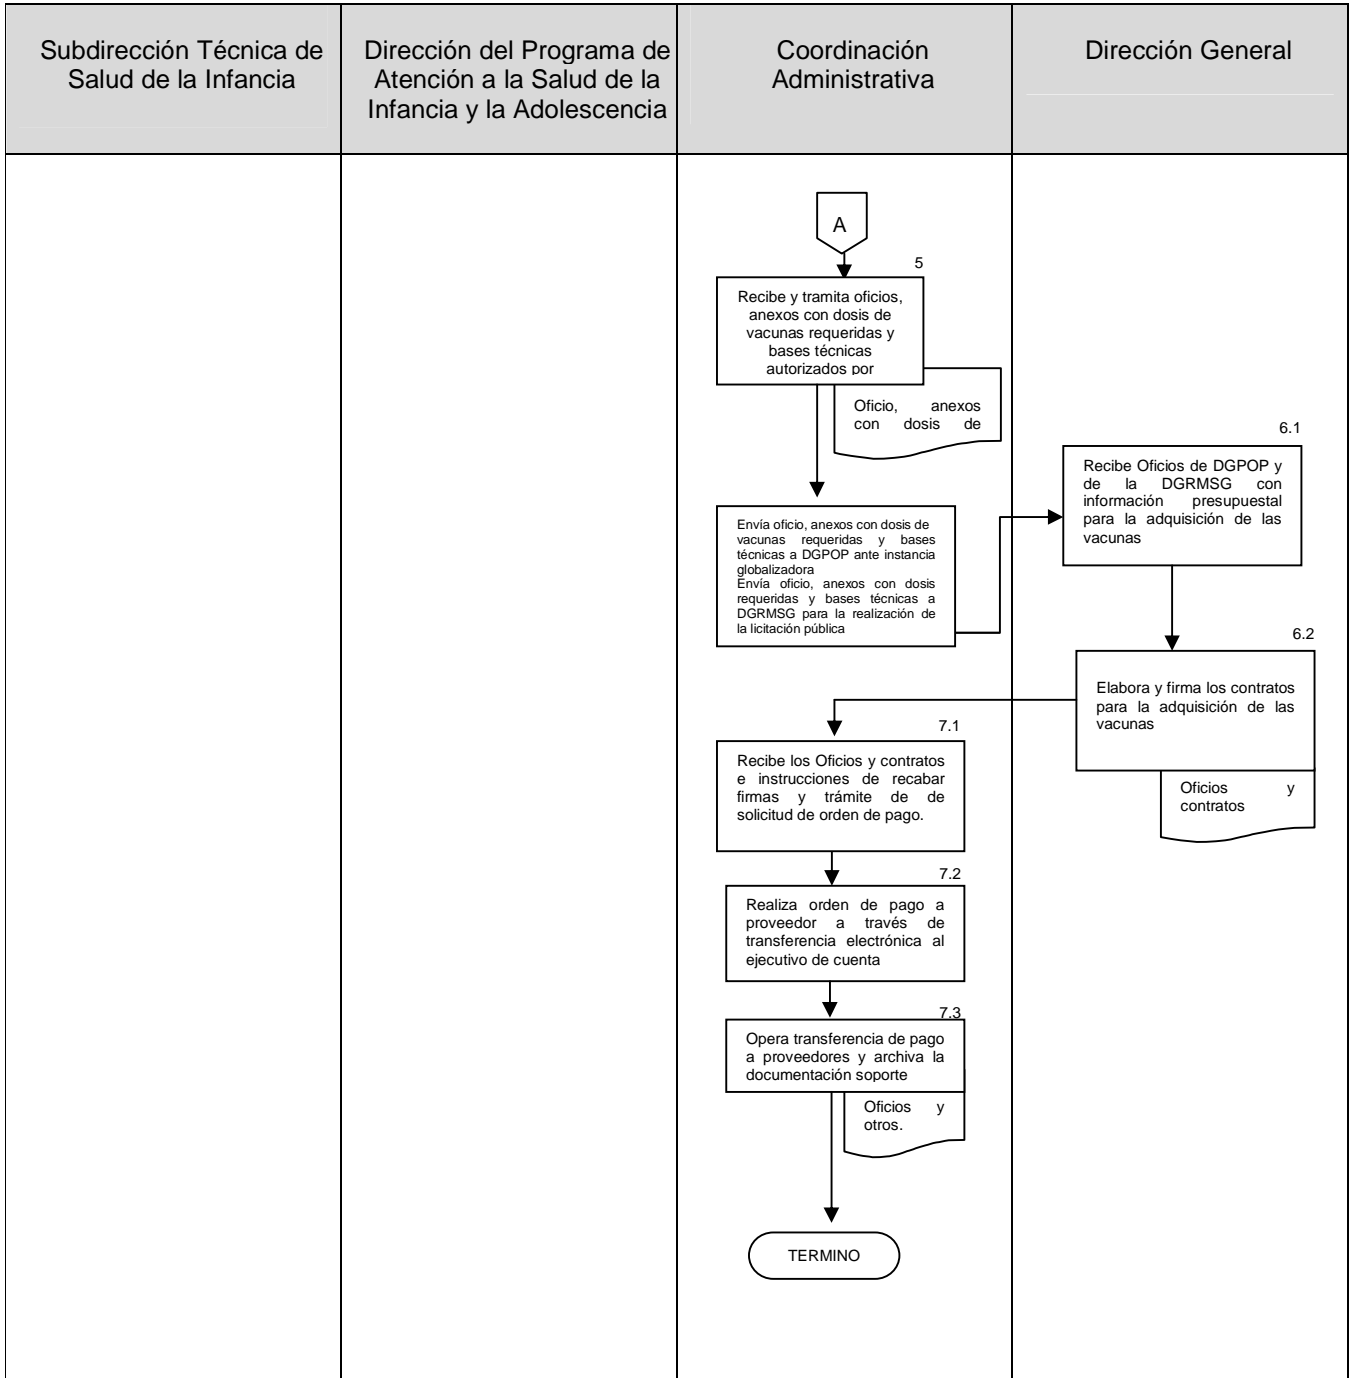 Subdirección Técnica de
Salud de la Infancia
Dirección del Programa de
Atención a la Salud de la
Infancia y la Adolescencia
Coordinación
Administrativa
Dirección General
A
5
Recibe y tramita oficios,
anexos con dosis de
vacunas requeridas y
bases técnicas
autorizados por
Oficio, anexos
con dosis de
Envía oficio, anexos con dosis de
vacunas requeridas y bases
técnicas a DGPOP ante instancia
globalizadora
Envía oficio, anexos con dosis
requeridas y bases técnicas a
DGRMSG para la realización de
la licitación pública
6.1
Recibe Oficios de DGPOP y
de la DGRMSG con
información presupuestal
para la adquisición de las
vacunas
6.2
Elabora y firma los contratos
para la adquisición de las
vacunas
Oficios y
contratos
7.1
Recibe los Oficios y contratos
e instrucciones de recabar
firmas y trámite de de
solicitud de orden de pago.
7.2
Realiza orden de pago a
proveedor a través de
transferencia electrónica al
ejecutivo de cuenta
7.3
Opera transferencia de pago
a proveedores y archiva la
documentación soporte
Oficios y
otros.
TERMINO